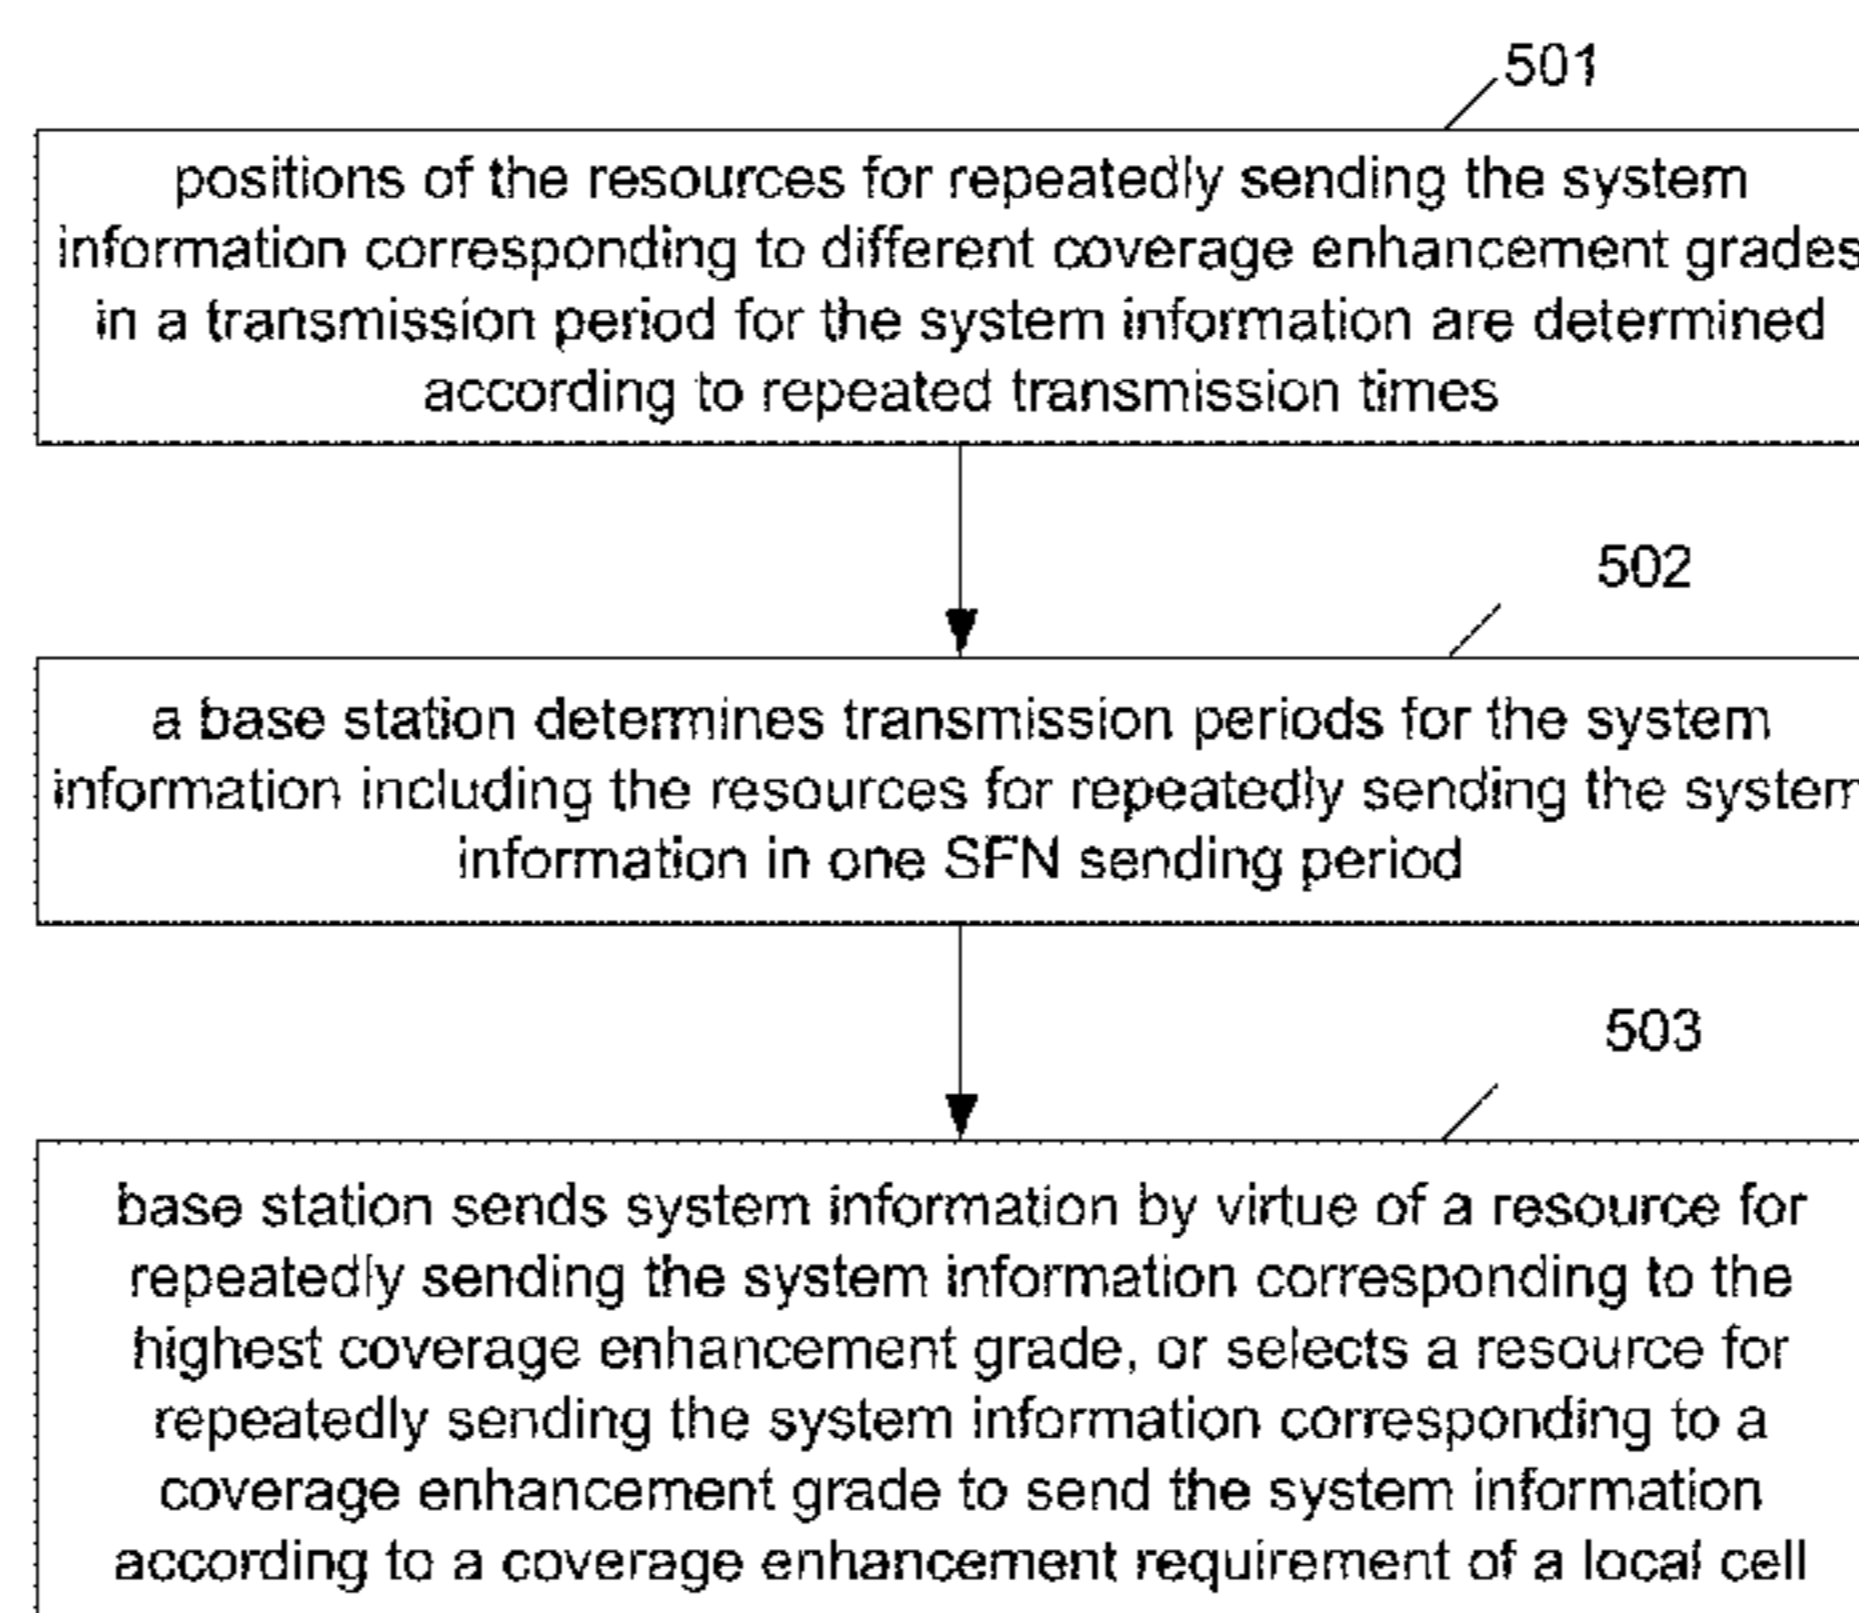 501
positions of the resources for repeatedly sending the system
information corresponding to different coverage enhancement grades
in a transmission period for the system information are determined
according to repeated transmission times
502
a base station determines transmission periods for the system
information including the resources for repeatedly sending the system
information in one SFN sending period
503
base station sends system information by virtue of a resource for
repeatedly sending the system information corresponding to the
highest coverage enhancement grade, or selects a resource for
repeatedly sending the system information corresponding to a
coverage enhancement grade to send the system information
according to a coverage enhancement requirement of a local cell